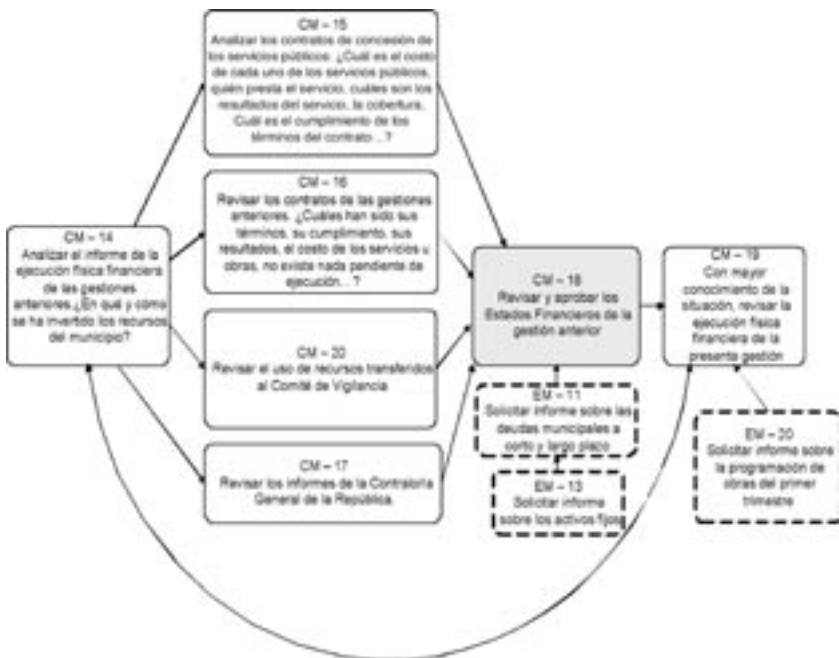 CM – 15
Analizar los contratos de concesión de
los servicios públicos: ¿Cuál es el costo
de cada uno de los servicios públicos,
quién presta el servicio, cuáles son los
resultados del servicio, la cobertura,
Cuál es el cumplimiento de los
términos del contrato...?
CM – 16
Revisar los contratos de las gestiones
anteriores. ¿Cuáles han sido sus
términos, su cumplimiento, sus
resultados, el costo de los servicios u
obras, no existe nada pendiente de
ejecución...?
CM – 14
Analizar el informe de la
ejecución física financiera
de las gestiones
anteriores.¿En qué y cómo
se ha invertido los recursos
del municipio?
CM – 20
Revisar el uso de recursos transferidos
al Comité de Vigilancia
CM – 17
Revisar los informes de la Contraloría
General de la República.
CM – 18
Revisar y aprobar los
Estados Financieros de la
gestión anterior
CM – 19
Con mayor
conocimiento de la
situación, revisar la
ejecución física
financiera de la
presente gestión
EM – 11
Solicitar informe sobre las
deudas municipales a
corto y largo plazo
EM – 13
Solicitar informe
sobre los activos fijos
EM – 20
Solicitar informe sobre
la programación de
obras del primer
trimestre